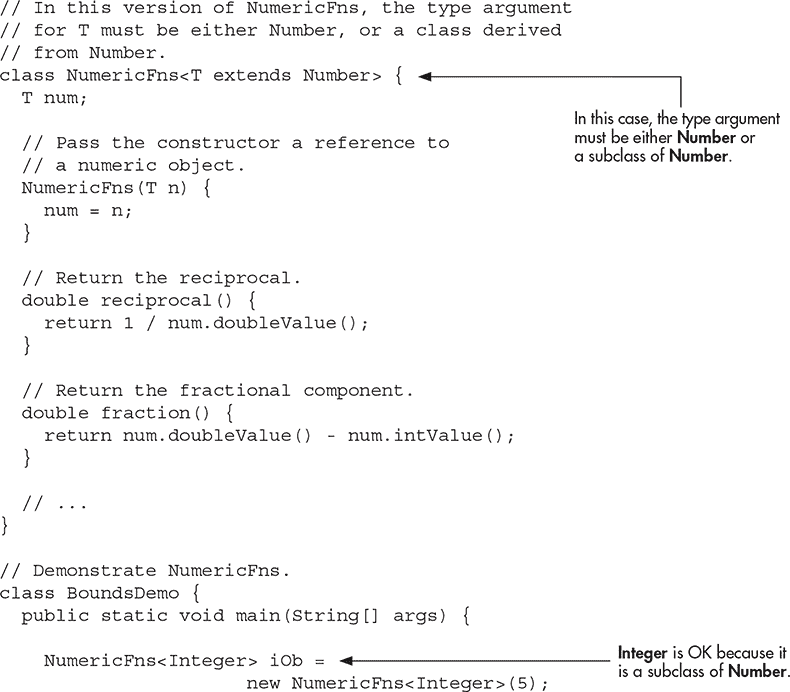 // In this version of NumericFns, the type argument
// for T must be either Number, or a class derived
// from Number.
class NumericFns<T extends Number> {
T num;
In this case, the type argument
must be either Number or
a subclass of Number.
// Pass the constructor a reference to
// a numeric object.
NumericFns(T n) {
num = n;
}
// Return the reciprocal.
double reciprocal() {
return 1 / num.doubleValue();
}
// Return the fractional component.
double fraction() {
return num.doubleValue() - num.intValue();
}
// ...
}
// Demonstrate NumericFns.
class BoundsDemo {
public static void main(String[] args) {
NumericFns<Integer> iOb =
new NumericFns<Integer>(5);
Integer is OK because it
is a subclass of Number.